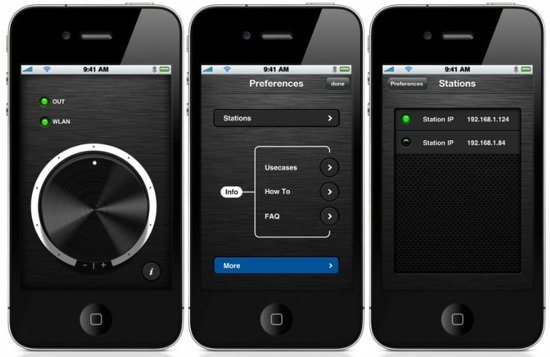 9:41 AM
OUT
WLAN
- | +
i
9:41 AM
Preferences
done
Stations
Info
Usecases
How To
FAQ
More
9:41 AM
Preferences
Stations
Station IP 192.168.1.124
Station IP 192.168.1.84